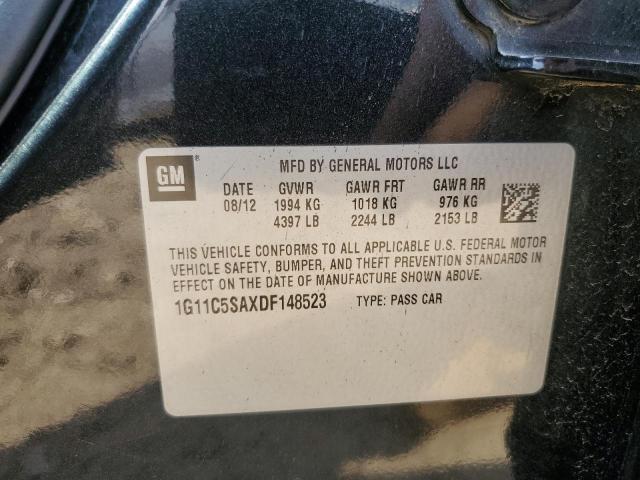 GM®
MFD BY GENERAL MOTORS LLC
DATE GVWR GAWR FRT GAWR RR
08/12 1994 KG 1018 KG 976 KG
4397 LB 2244 LB 2153 LB
THIS VEHICLE CONFORMS TO ALL APPLICABLE U.S. FEDERAL MOTOR
VEHICLE SAFETY, BUMPER, AND THEFT PREVENTION STANDARDS IN
EFFECT ON THE DATE OF MANUFACTURE SHOWN ABOVE.
1G11C5SAXDF148523 TYPE: PASS CAR